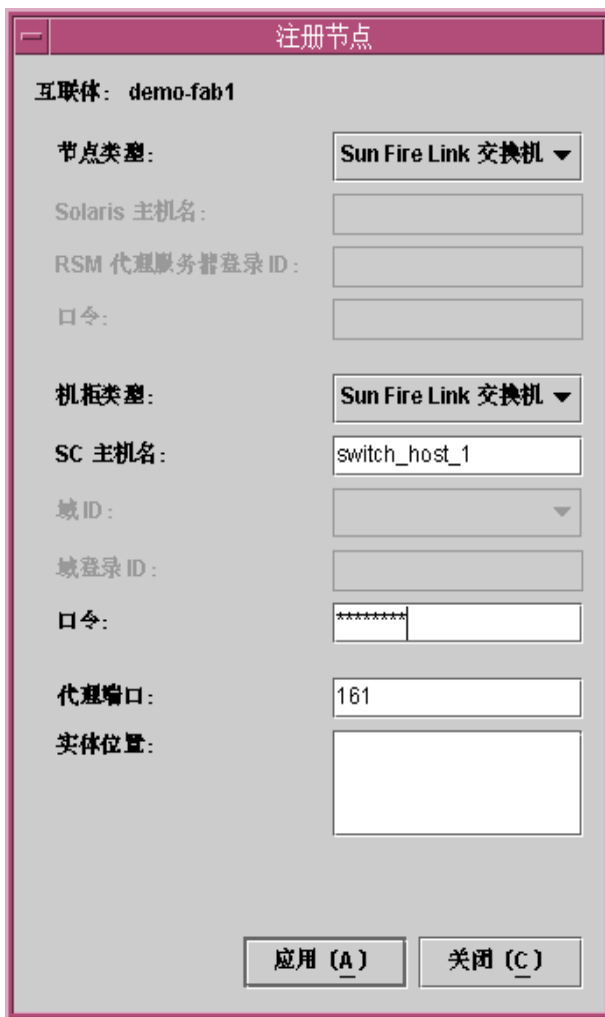 注册节点
互联体: demo-fab1
节点类型: Sun Fire Link 交换机
Solaris 主机名:
RSM 代理服务器登录 ID:
口令:
机柜类型: Sun Fire Link 交换机
SC 主机名: switch_host_1
域 ID:
域登录 ID:
口令: ********
代理端口: 161
实体位置:
应用 (A) 关闭 (C)